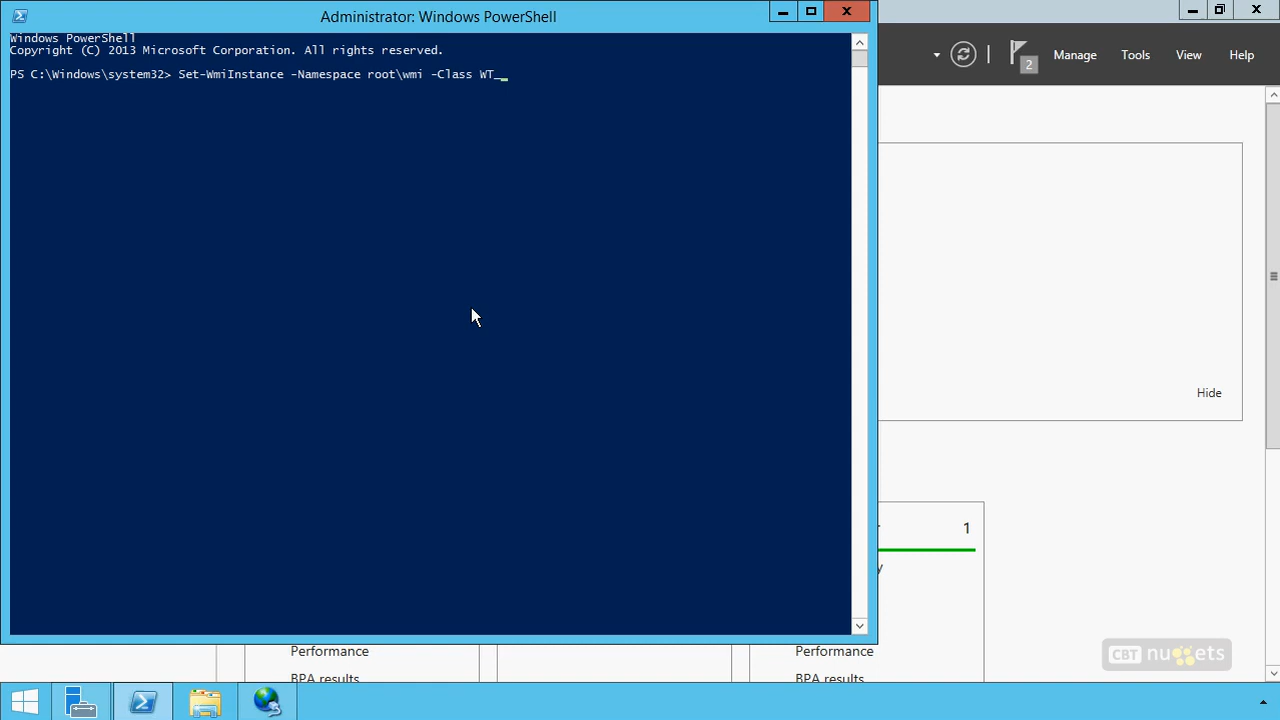 Administrator: Windows PowerShell
Windows PowerShell
Copyright (C) 2013 Microsoft Corporation. All rights reserved.
PS C:\Windows\system32> Set-WmiInstance -Namespace root\wmi -Class WT_
2
Manage
Tools
View
Help
Hide
1
y
Performance
Performance
BPA results
BPA results
CBT nuggets